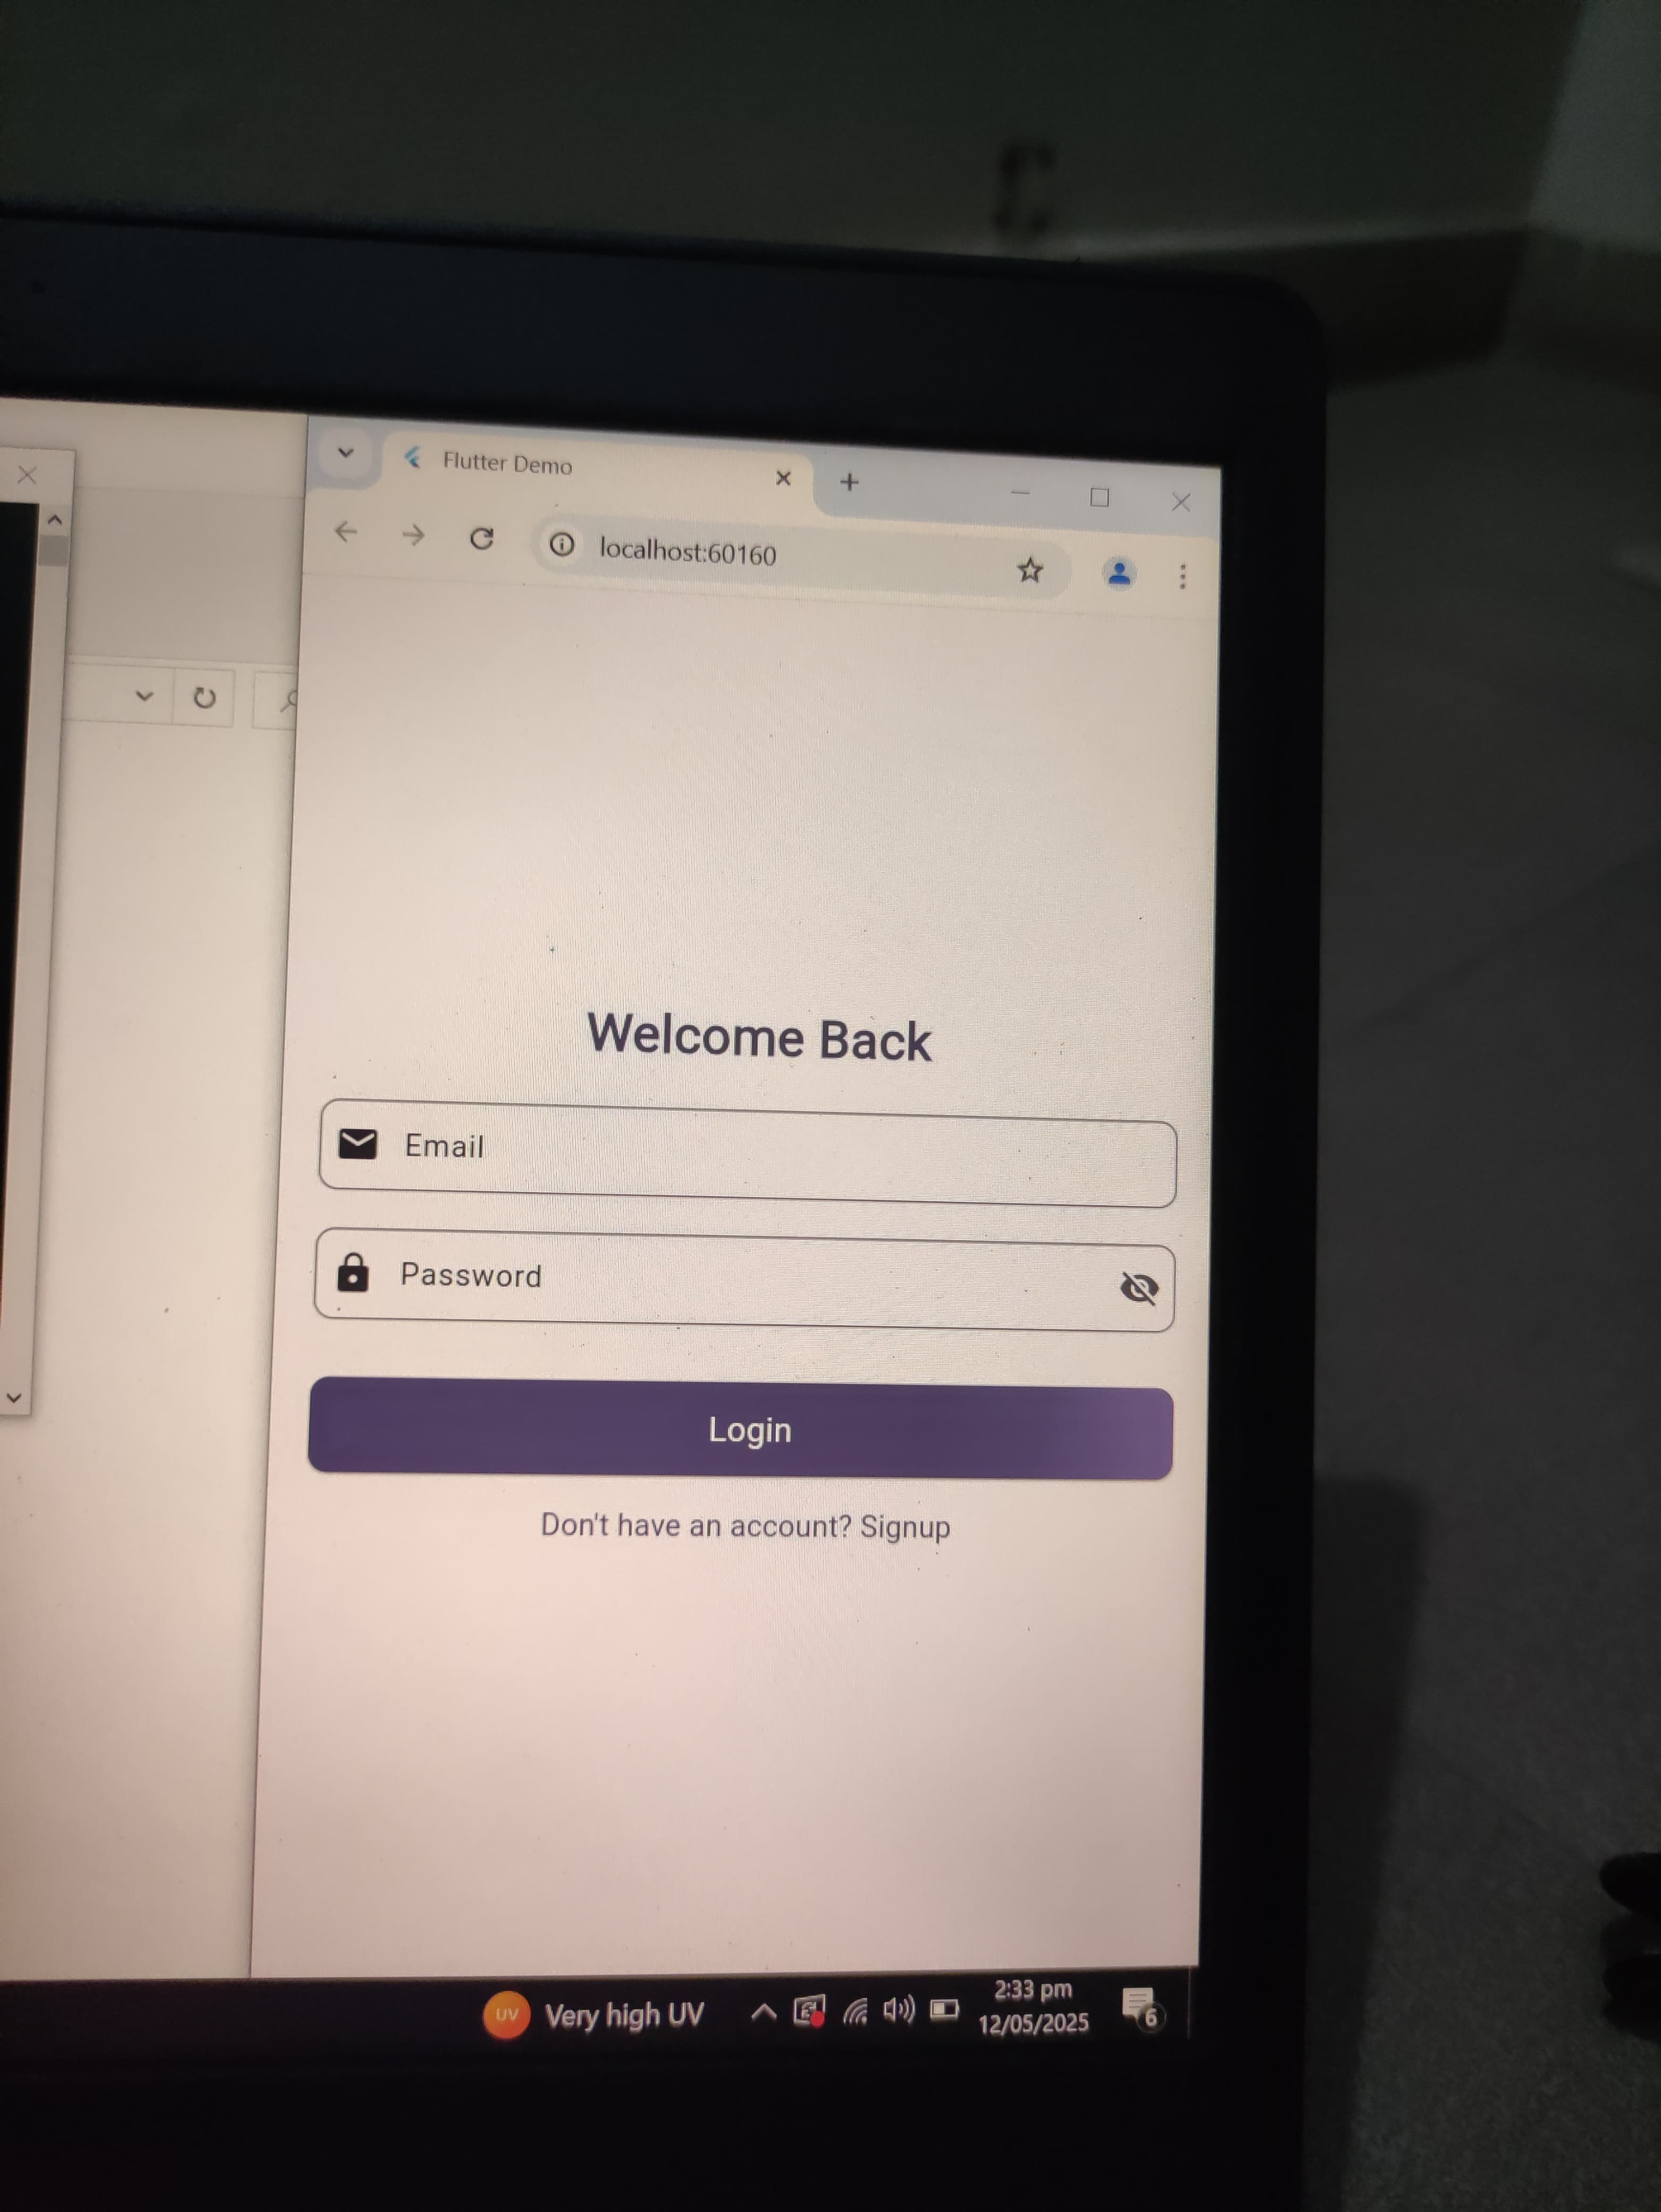 Flutter Demo
localhost:60160
Welcome Back
Email
Password
Login
Don't have an account? Signup
UV
Very high UV
2:33 pm
12/05/2025
6